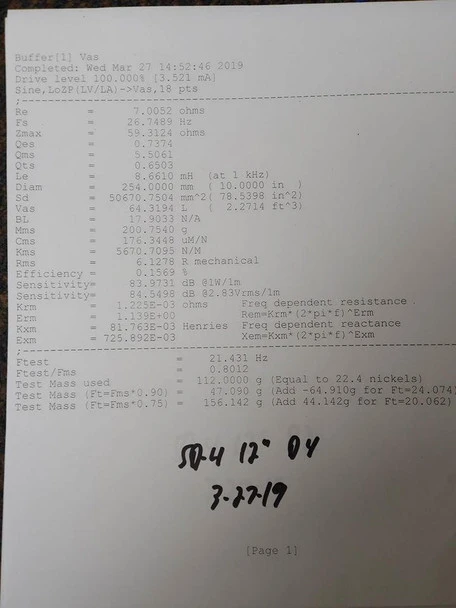 Buffer[1] Vas
Completed: Wed Mar 27 14:52:46 2019
Drive level 100.000% [3.521 mA]
Sine,LoZP(LV/LA)->Vas,18 pts
;------------------------------------------------------------
Re = 7.0052 ohms
Fs = 26.7489 Hz
Zmax = 59.3124 ohms
Qes = 0.7374
Qms = 5.5061
Qts = 0.6503
Le = 8.6610 mH (at 1 kHz)
Diam = 254.0000 mm ( 10.0000 in )
Sd = 50670.7504 mm^2( 78.5398 in^2)
Vas = 64.3194 L ( 2.2714 ft^3)
BL = 17.9033 N/A
Mms = 200.7540 g
Cms = 176.3448 uM/N
Kms = 5670.7095 N/M
Rms = 6.1278 R mechanical
Efficiency = 0.1569 %
Sensitivity= 83.9731 dB @1W/1m
Sensitivity= 84.5498 dB @2.83Vrms/1m
Krm = 1.225E-03 ohms Freq dependent resistance
Erm = 1.139E+00 Rem=Krm*(2*pi*f)^Erm
Kxm = 81.763E-03 Henries Freq dependent reactance
Exm = 725.892E-03 Xem=Kxm*(2*pi*f)^Exm
;------------------------------------------------------------
Ftest = 21.431 Hz
Ftest/Fms = 0.8012
Test Mass used = 112.0000 g (Equal to 22.4 nickels)
Test Mass (Ft=Fms*0.90) = 47.090 g (Add -64.910g for Ft=24.074)
Test Mass (Ft=Fms*0.75) = 156.142 g (Add 44.142g for Ft=20.062)
12" D4
3-27-19
[Page 1]